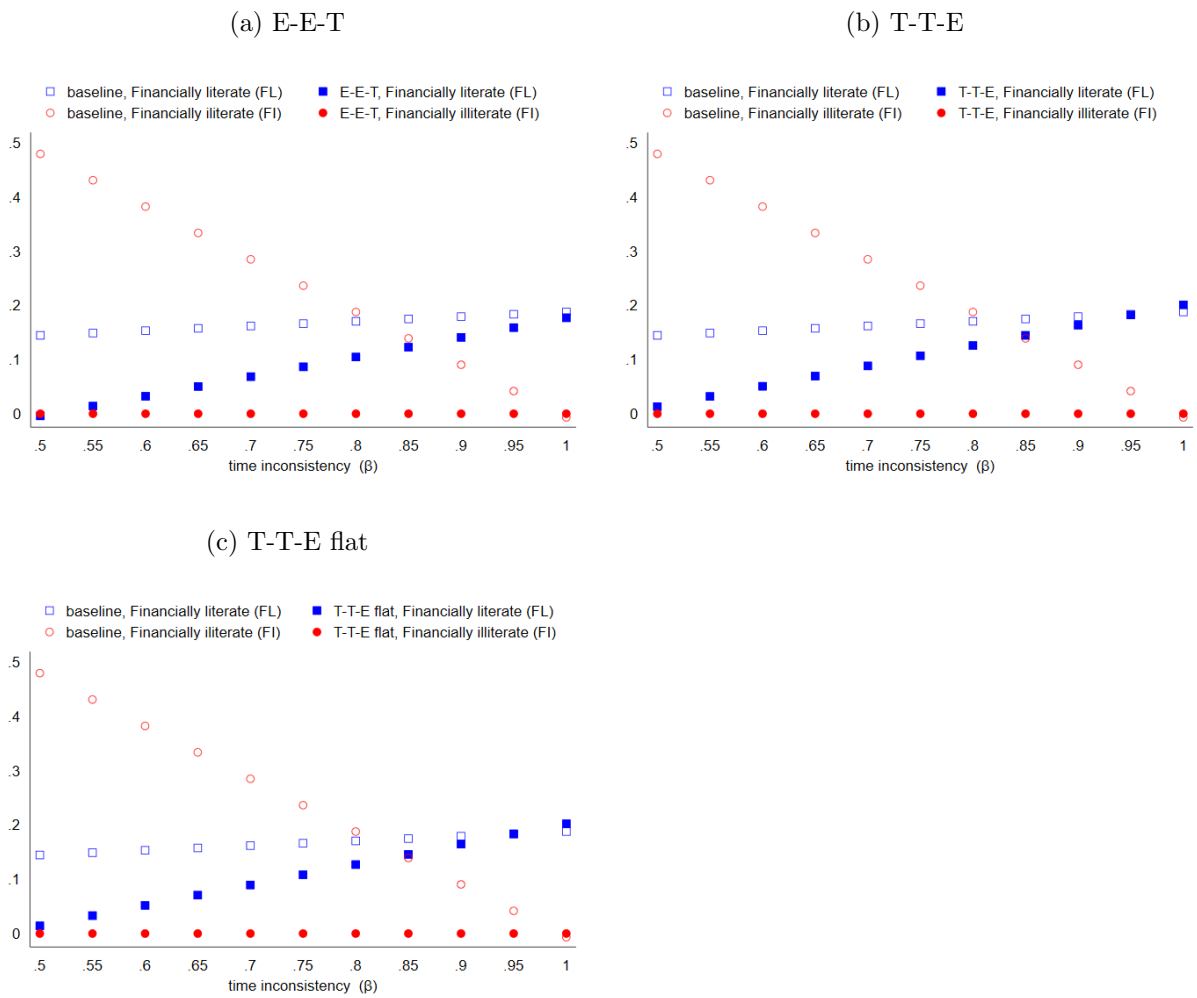 (a) E-E-T
baseline, Financially literate (FL) E-E-T, Financially literate (FL)
baseline, Financially illiterate (FI) E-E-T, Financially illiterate (FI)
.5
.4
.3
.2
.1
0
.5 .55 .6 .65 .7 .75 .8 .85 .9 .95 1
time inconsistency (β)
(b) T-T-E
baseline, Financially literate (FL) T-T-E, Financially literate (FL)
baseline, Financially illiterate (FI) T-T-E, Financially illiterate (FI)
.5
.4
.3
.2
.1
0
.5 .55 .6 .65 .7 .75 .8 .85 .9 .95 1
time inconsistency (β)
(c) T-T-E flat
baseline, Financially literate (FL) T-T-E flat, Financially literate (FL)
baseline, Financially illiterate (FI) T-T-E flat, Financially illiterate (FI)
.5
.4
.3
.2
.1
0
.5 .55 .6 .65 .7 .75 .8 .85 .9 .95 1
time inconsistency (β)